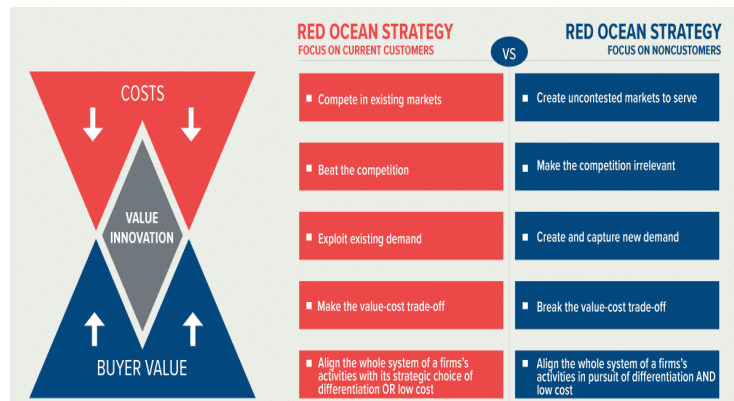 RED OCEAN STRATEGY
FOCUS ON CURRENT CUSTOMERS
VS
RED OCEAN STRATEGY
FOCUS ON NONCUSTOMERS
COSTS
VALUE
INNOVATION
BUYER VALUE
Compete in existing markets
Create uncontested markets to serve
Beat the competition
Make the competition irrelevant
Exploit existing demand
Create and capture new demand
Make the value-cost trade-off
Break the value-cost trade-off
Align the whole system of a firms's
activities with its strategic choice of
differentiation OR low cost
Align the whole system of a firms's
activities in pursuit of differentiation AND
low cost